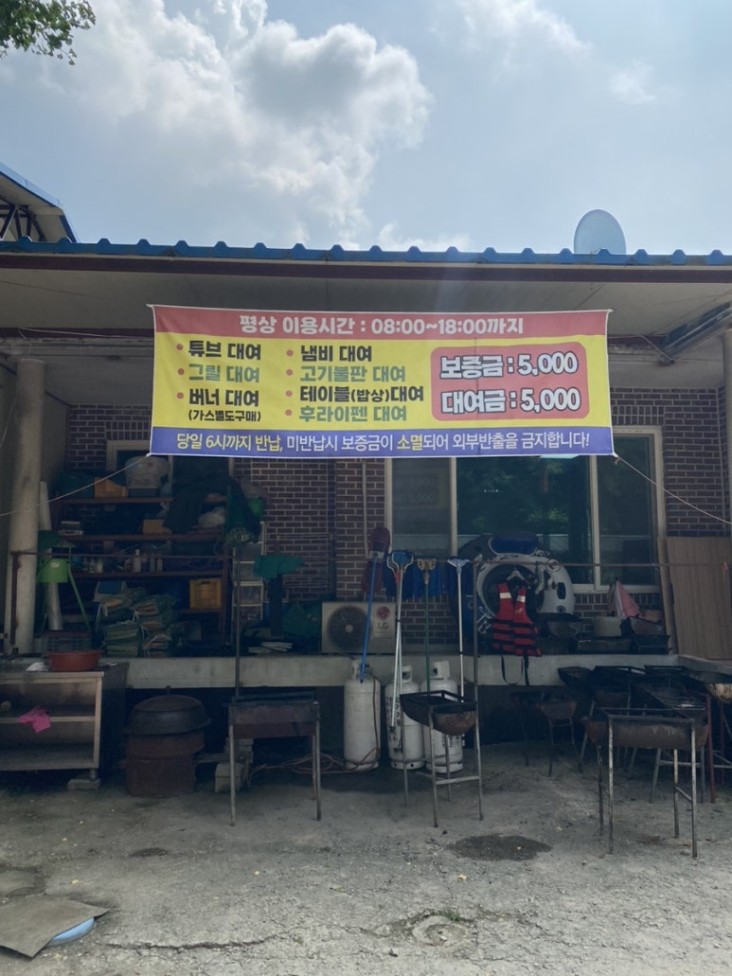 평상 이용시간 : 08:00~18:00까지
• 튜브 대여
• 그릴 대여
• 버너 대여
(가스별도구매)
• 냄비 대여
• 고기불판 대여
• 테이블(밥상)대여
• 후라이펜 대여
보증금 : 5,000
대여금 : 5,000
당일 6시까지 반납, 미반납시 보증금이 소멸되어 외부반출을 금지합니다!
LG